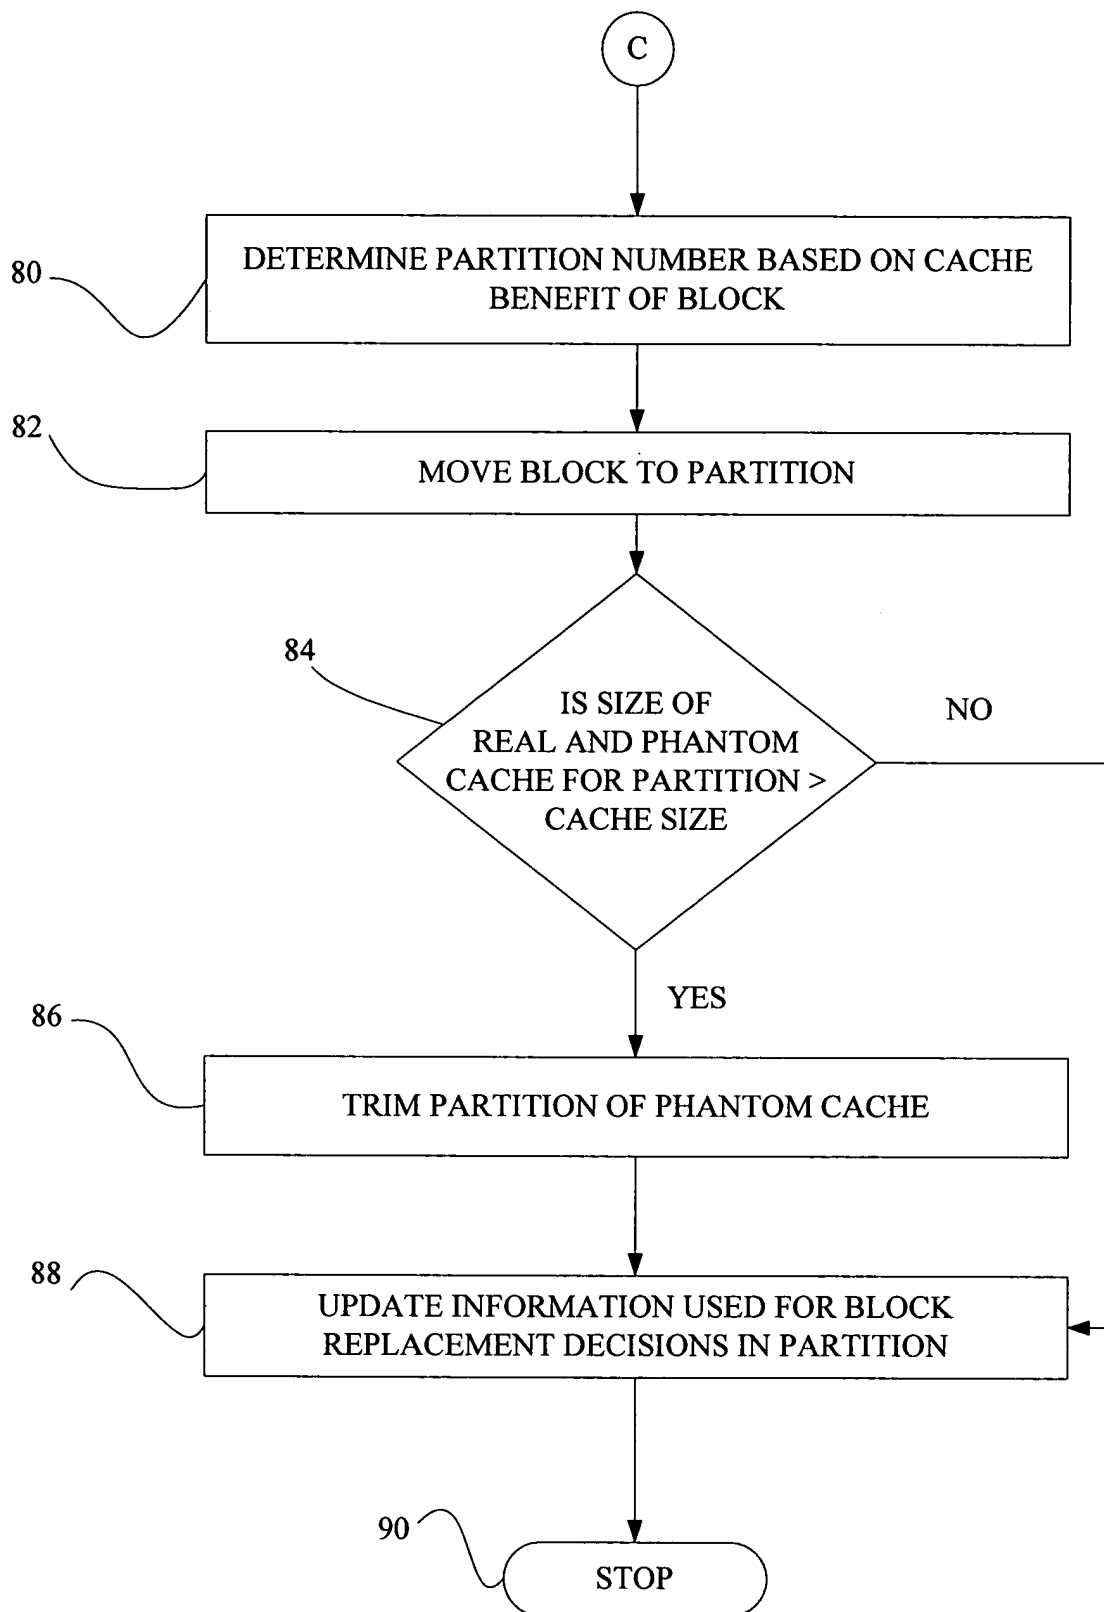 C
80
DETERMINE PARTITION NUMBER BASED ON CACHE
BENEFIT OF BLOCK
82
MOVE BLOCK TO PARTITION
84
IS SIZE OF
REAL AND PHANTOM
CACHE FOR PARTITION >
CACHE SIZE
NO
YES
86
TRIM PARTITION OF PHANTOM CACHE
88
UPDATE INFORMATION USED FOR BLOCK
REPLACEMENT DECISIONS IN PARTITION
90
STOP